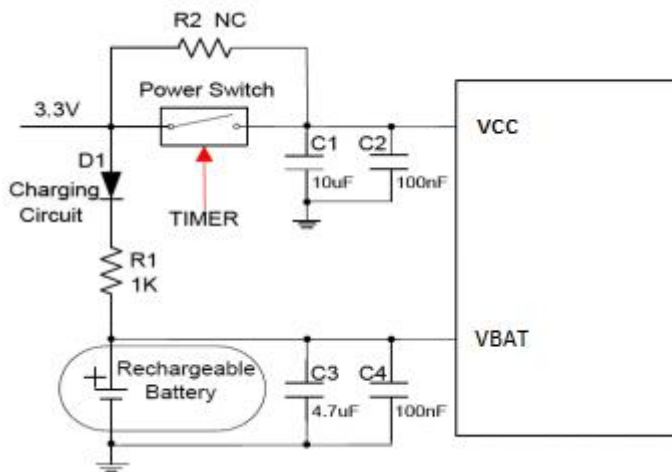 R2 NC
Power Switch
3.3V
VCC
D1
C1
C2
10uF
100nF
Charging
Circuit
TIMER
R1
1K
VBAT
Rechargeable
Battery
C3
C4
4.7uF
100nF